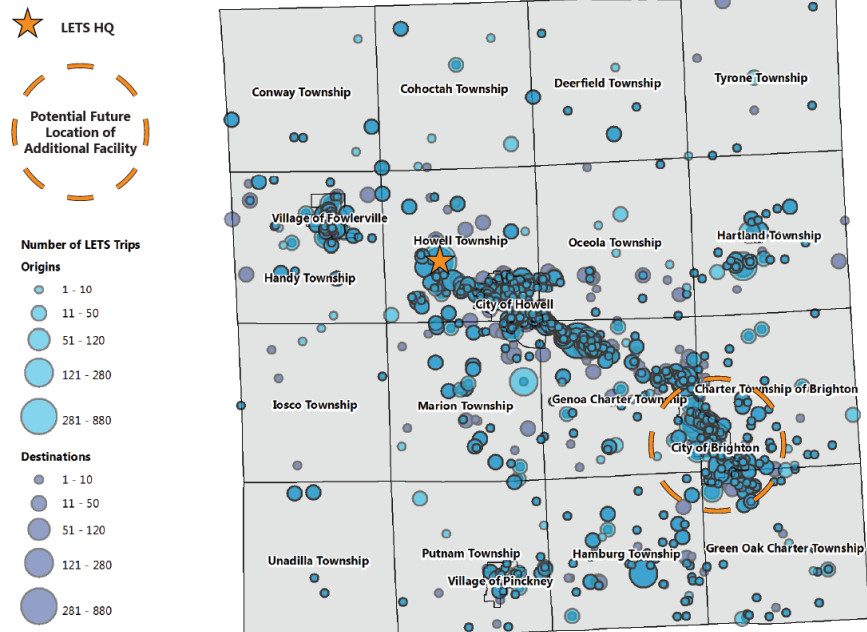 LETS HQ
Potential Future
Location of
Additional Facility
Number of LETS Trips
Origins
1 - 10
11 - 50
51 - 120
121 - 280
281 - 880
Destinations
1 - 10
11 - 50
51 - 120
121 - 280
281 - 880
Conway Township
Cohoctah Township
Deerfield Township
Tyrone Township
Village of Fowlerville
Howell Township
Oceola Township
Hartland Township
Handy Township
City of Howell
Iosco Township
Marion Township
Genoa Charter Township
Charter Township of Brighton
City of Brighton
Unadilla Township
Putnam Township
Village of Pinckney
Hamburg Township
Green Oak Charter Township